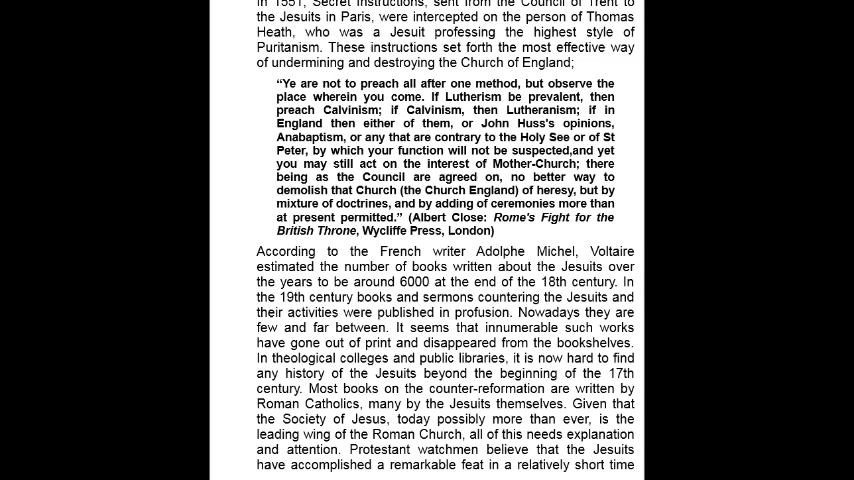 In 1551, Secret Instructions, sent from the Council of Trent to
the Jesuits in Paris, were intercepted on the person of Thomas
Heath, who was a Jesuit professing the highest style of
Puritanism. These instructions set forth the most effective way
of undermining and destroying the Church of England;
“Ye are not to preach all after one method, but observe the
place wherein you come. If Lutherism be prevalent, then
preach Calvinism; if Calvinism, then Lutheranism; if in
England then either of them, or John Huss's opinions,
Anabaptism, or any that are contrary to the Holy See or of St
Peter, by which your function will not be suspected,and yet
you may still act on the interest of Mother-Church; there
being as the Council are agreed on, no better way to
demolish that Church (the Church England) of heresy, but by
mixture of doctrines, and by adding of ceremonies more than
at present permitted.” (Albert Close: Rome's Fight for the
British Throne, Wycliffe Press, London)
According to the French writer Adolphe Michel, Voltaire
estimated the number of books written about the Jesuits over
the years to be around 6000 at the end of the 18th century. In
the 19th century books and sermons countering the Jesuits and
their activities were published in profusion. Nowadays they are
few and far between. It seems that innumerable such works
have gone out of print and disappeared from the bookshelves.
In theological colleges and public libraries, it is now hard to find
any history of the Jesuits beyond the beginning of the 17th
century. Most books on the counter-reformation are written by
Roman Catholics, many by the Jesuits themselves. Given that
the Society of Jesus, today possibly more than ever, is the
leading wing of the Roman Church, all of this needs explanation
and attention. Protestant watchmen believe that the Jesuits
have accomplished a remarkable feat in a relatively short time